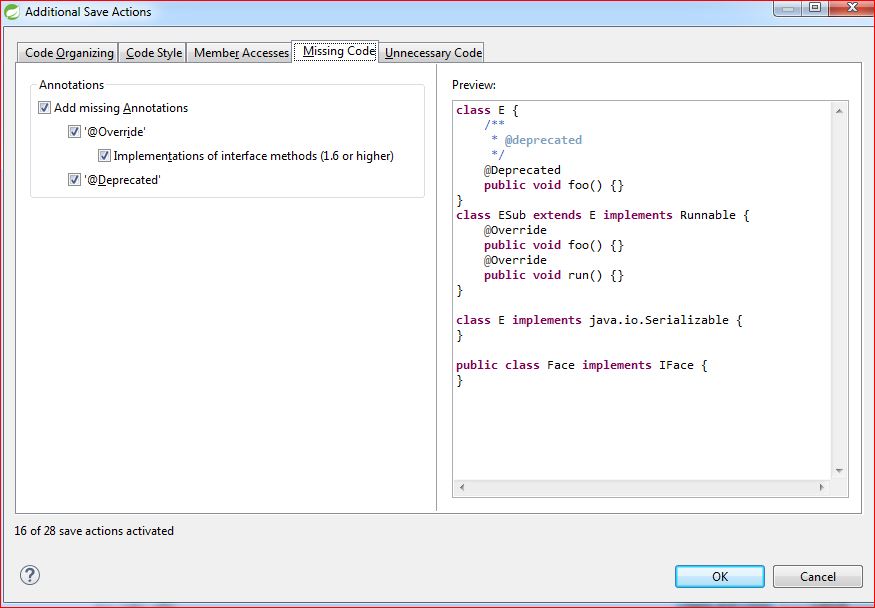 Additional Save Actions
Code Organizing
Code Style
Member Accesses
Missing Code
Unnecessary Code
Annotations
Add missing Annotations
'@Override'
Implementations of interface methods (1.6 or higher)
'@Deprecated'
Preview:
class E {
    /**
     * @deprecated
     */
    @Deprecated
    public void foo() {}
}
class ESub extends E implements Runnable {
    @Override
    public void foo() {}
    @Override
    public void run() {}
}

class E implements java.io.Serializable {
}

public class Face implements IFace {
}
16 of 28 save actions activated
?
OK
Cancel